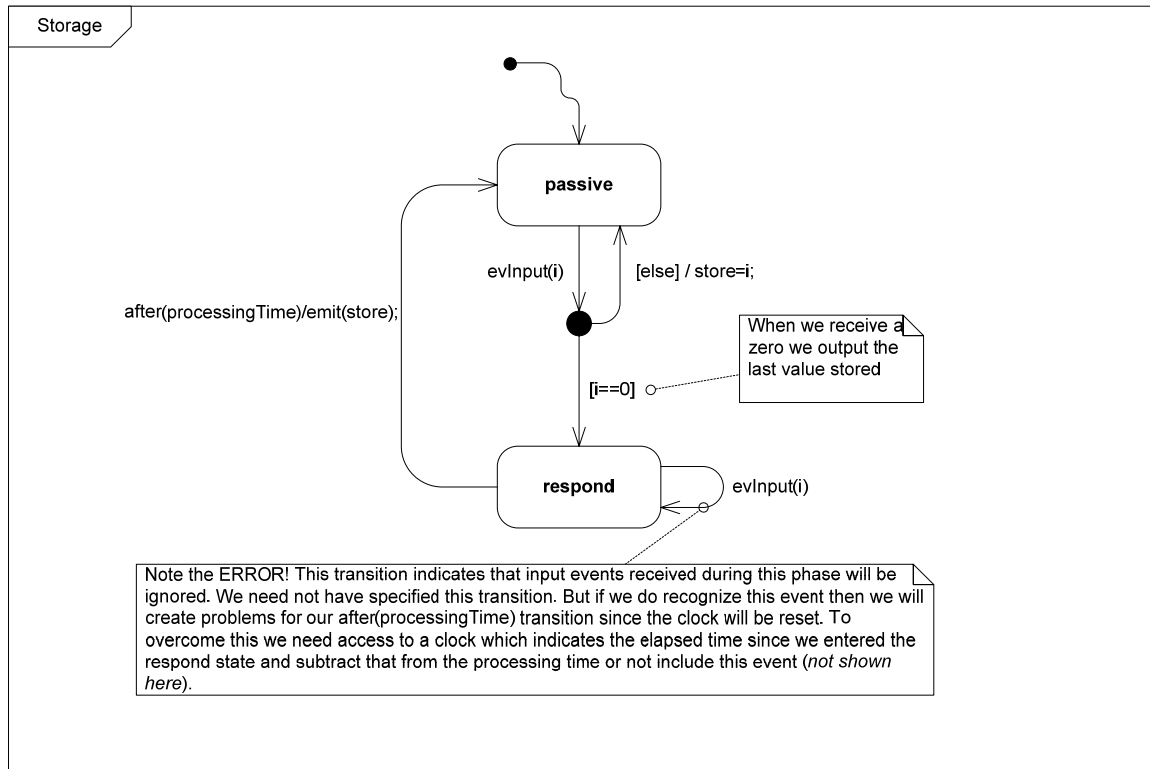 Storage
passive
evInput(i)
[else] / store=i;
after(processingTime)/emit(store);
When we receive a
zero we output the
last value stored
[i==0]
respond
evInput(i)
Note the ERROR! This transition indicates that input events received during this phase will be
ignored. We need not have specified this transition. But if we do recognize this event then we will
create problems for our after(processingTime) transition since the clock will be reset. To
overcome this we need access to a clock which indicates the elapsed time since we entered the
respond state and subtract that from the processing time or not include this event (not shown
here).